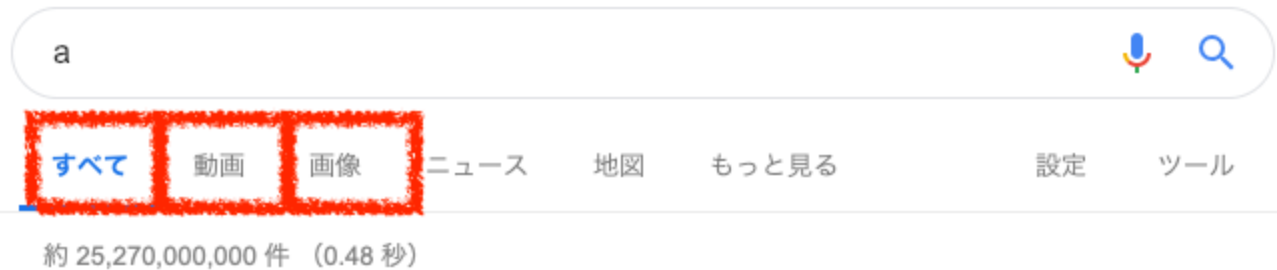 a
すべて 動画 画像 ニュース 地図 もっと見る 設定 ツール
約 25,270,000,000 件 （0.48 秒）